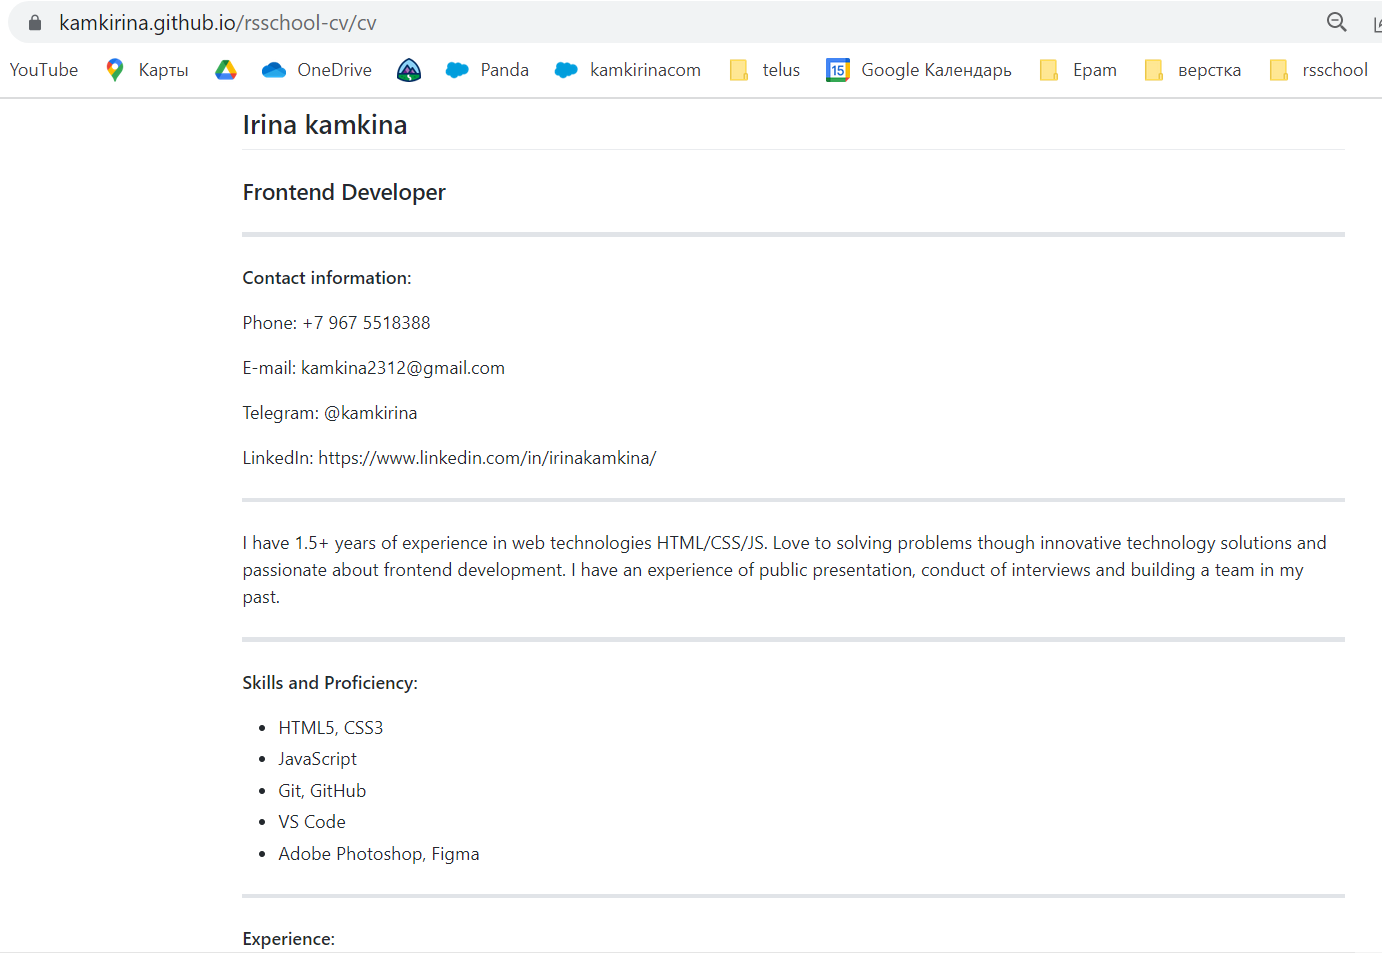 kamkirina.github.io/rsschool-cv/cv
YouTube Карты OneDrive Panda kamkirinacom telus 15 Google Календарь Epam верстка rsschool
Irina kamkina
Frontend Developer
Contact information:
Phone: +7 967 5518388
E-mail: kamkina2312@gmail.com
Telegram: @kamkirina
LinkedIn: https://www.linkedin.com/in/irinakamkina/
I have 1.5+ years of experience in web technologies HTML/CSS/JS. Love to solving problems though innovative technology solutions and
passionate about frontend development. I have an experience of public presentation, conduct of interviews and building a team in my
past.
Skills and Proficiency:
HTML5, CSS3
JavaScript
Git, GitHub
VS Code
Adobe Photoshop, Figma
Experience: